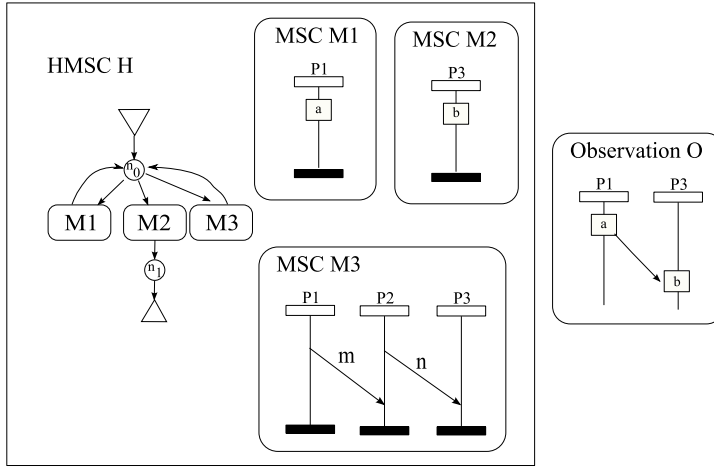 HMSC H
n0
M1
M2
M3
n1
MSC M1
P1
a
MSC M2
P3
b
MSC M3
P1 P2 P3
m
n
Observation O
P1 P3
a
b